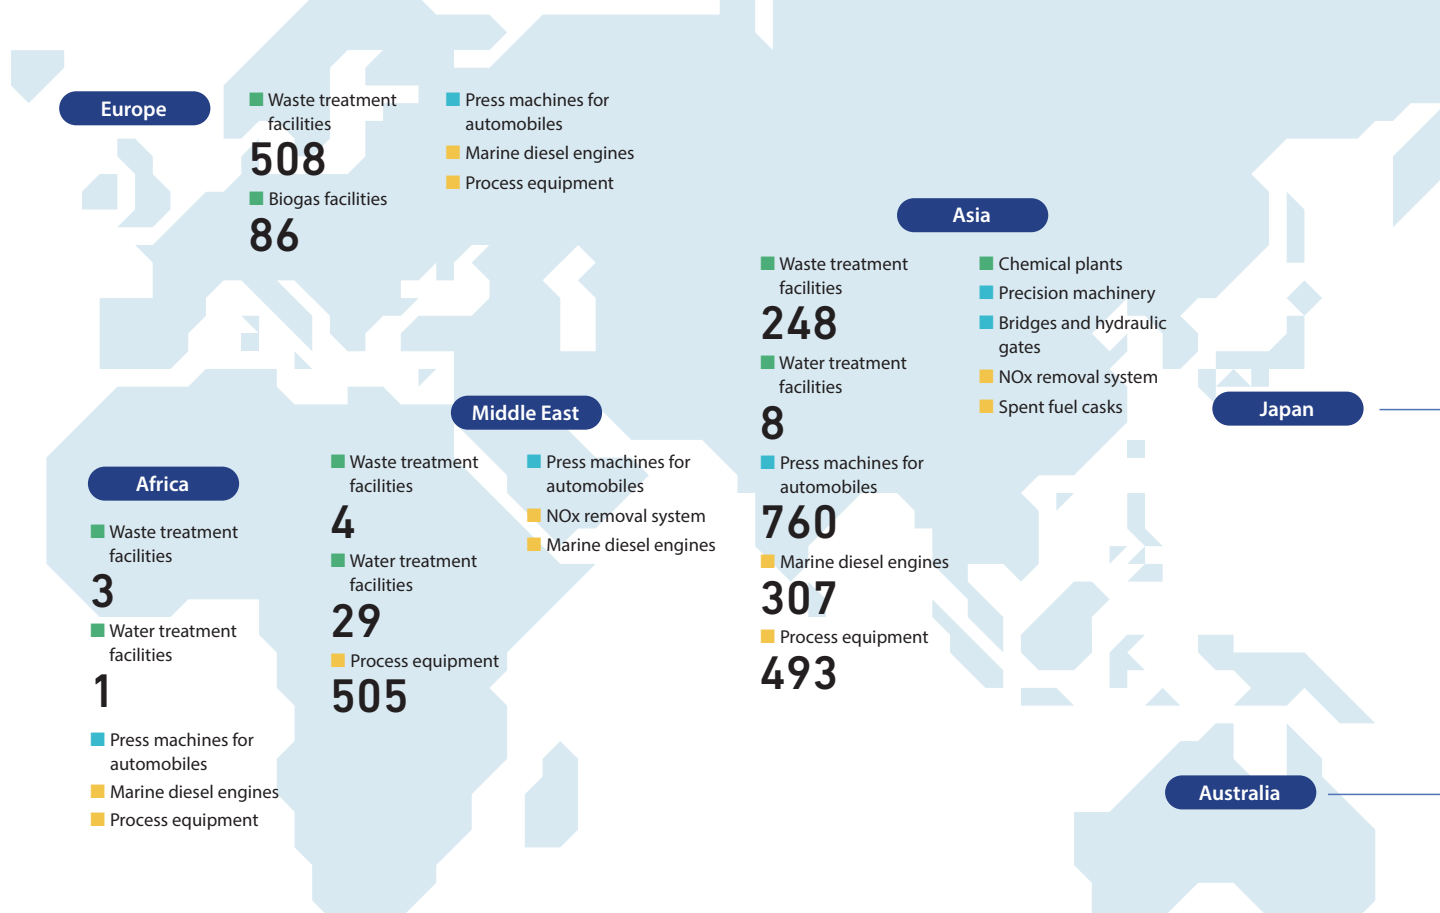 Europe
Waste treatment
facilities
508
Biogas facilities
86
Press machines for
automobiles
Marine diesel engines
Process equipment
Asia
Waste treatment
facilities
248
Water treatment
facilities
8
Press machines for
automobiles
760
Marine diesel engines
307
Process equipment
493
Chemical plants
Precision machinery
Bridges and hydraulic
gates
NOx removal system
Spent fuel casks
Japan
Middle East
Waste treatment
facilities
4
Water treatment
facilities
29
Process equipment
505
Press machines for
automobiles
NOx removal system
Marine diesel engines
Africa
Waste treatment
facilities
3
Water treatment
facilities
1
Press machines for
automobiles
Marine diesel engines
Process equipment
Australia